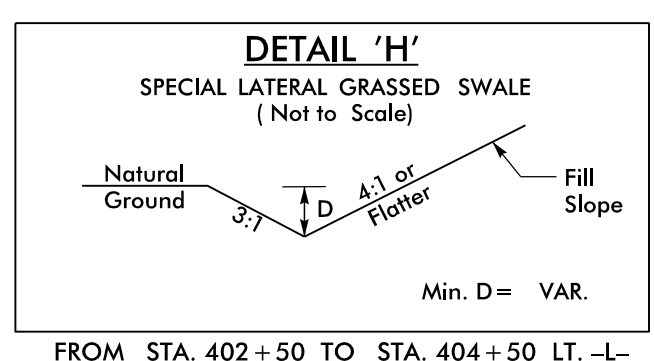 DETAIL 'H'
SPECIAL LATERAL GRASSED SWALE
( Not to Scale)
Natural
Ground
3:1
D
4:1 or
Flatter
Fill
Slope
Min. D= VAR.
FROM STA. 402+50 TO STA. 404+50 LT. -L-